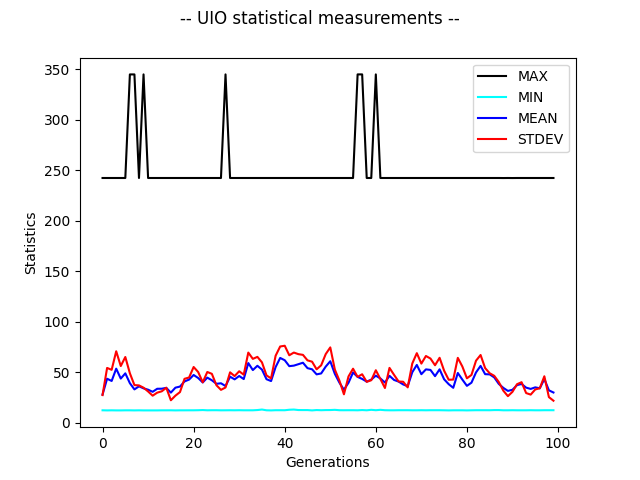 -- UIO statistical measurements --
MAX
MIN
MEAN
STDEV
Statistics
350
300
250
200
150
100
50
0
0 20 40 60 80 100
Generations